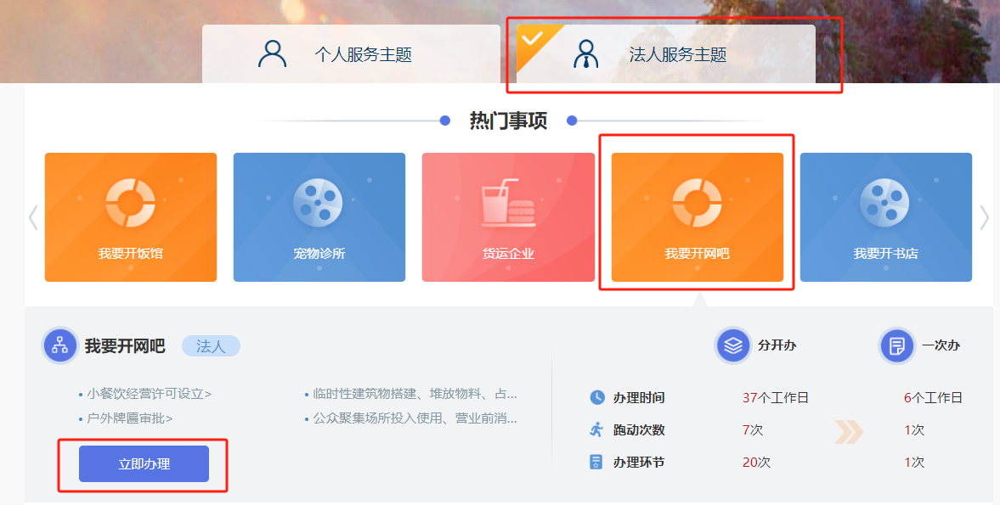 个人服务主题
法人服务主题
热门事项
我要开饭馆
宠物诊所
货运企业
我要开网吧
我要开书店
我要开网吧
法人
小餐饮经营许可设立>
临时性建筑物搭建、堆放物料、占...
户外牌匾审批>
公众聚集场所投入使用、营业前消...
立即办理
分开办
一次办
办理时间 37个工作日 6个工作日
跑动次数 7次 1次
办理环节 20次 1次